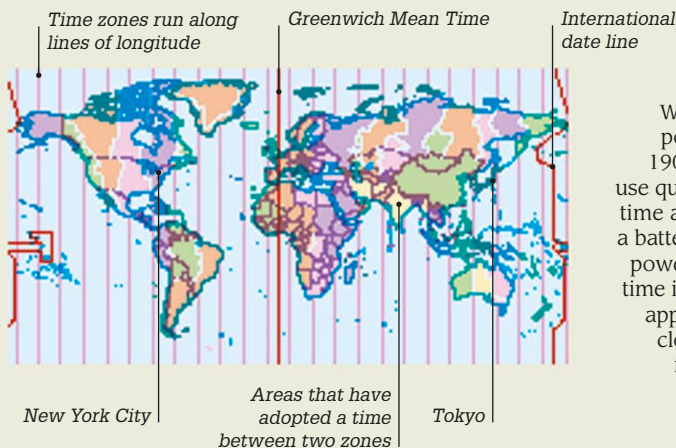 Time zones run along
lines of longitude
Greenwich Mean Time
International
date line
W
po
190
use qu
time a
a batte
powe
time i
app
clo
New York City
Areas that have
adopted a time
between two zones
Tokyo